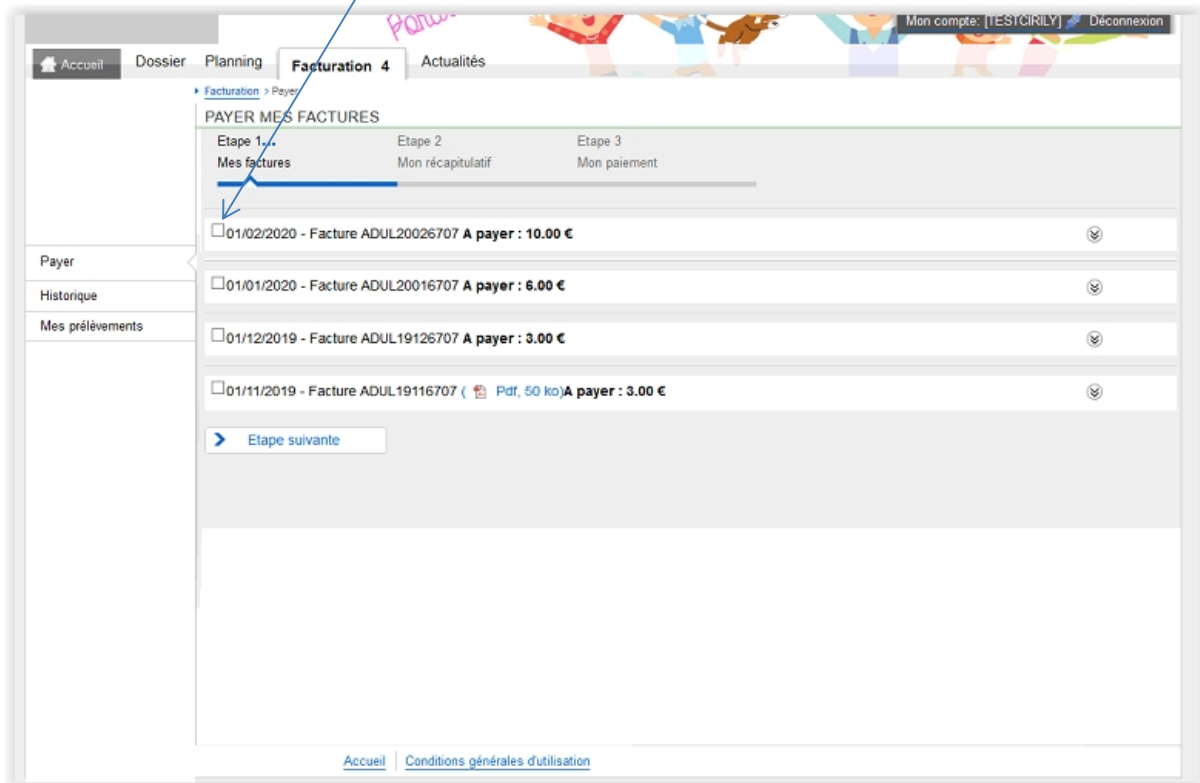 Mon compte: [TESTCIRILY] Déconnexion
Accueil Dossier Planning Facturation 4 Actualités
Facturation > Payer
PAYER MES FACTURES
Etape 1... Etape 2 Etape 3
Mes factures Mon récapitulatif Mon paiement
01/02/2020 - Facture ADUL20026707 A payer : 10.00 €
Payer
01/01/2020 - Facture ADUL20016707 A payer : 6.00 €
Historique
Mes prélèvements
01/12/2019 - Facture ADUL19126707 A payer : 3.00 €
01/11/2019 - Facture ADUL19116707 ( Pdf, 50 ko)A payer : 3.00 €
Etape suivante
Accueil Conditions générales d'utilisation